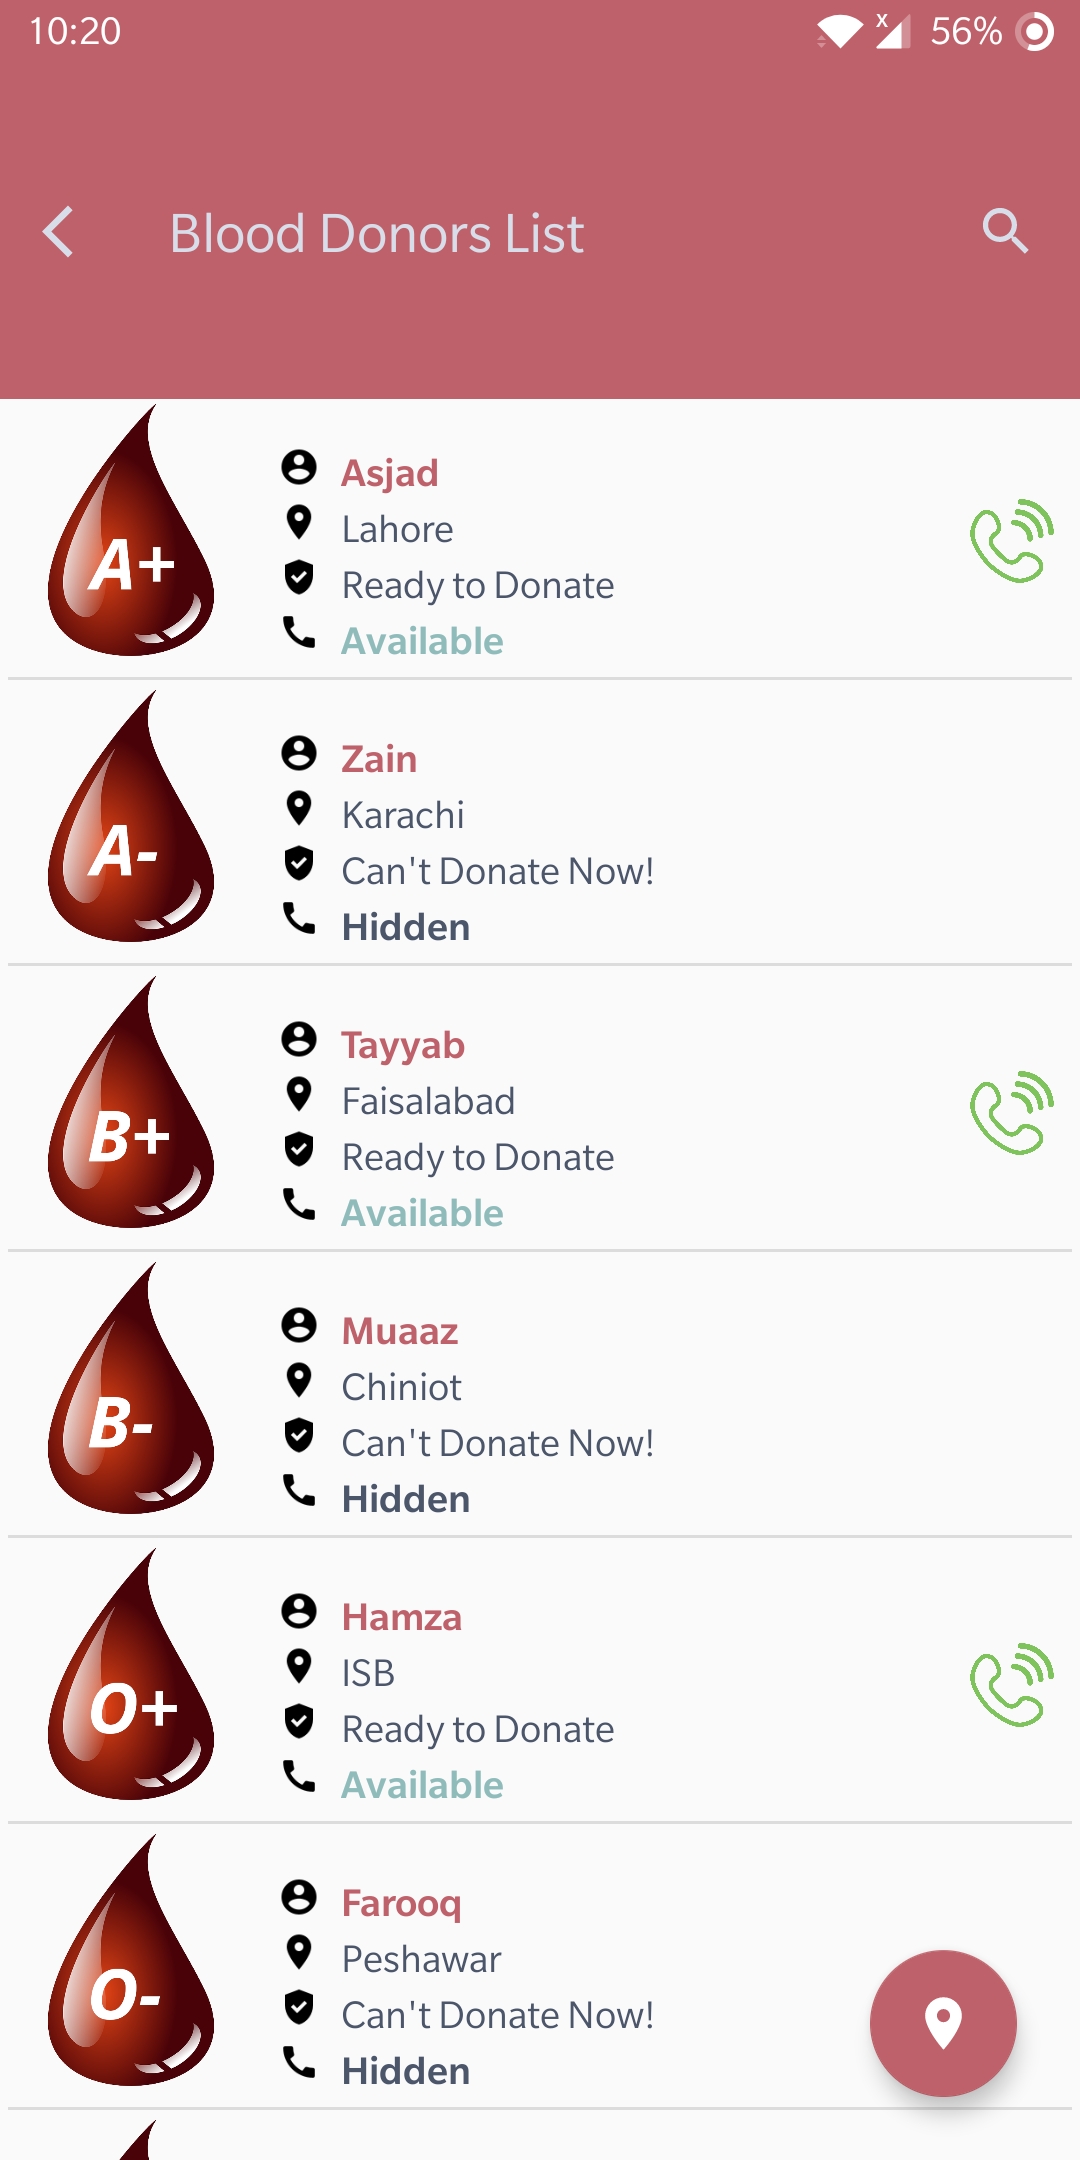 10:20
x 56%
Blood Donors List
A+
Asjad
Lahore
Ready to Donate
Available
A-
Zain
Karachi
Can't Donate Now!
Hidden
B+
Tayyab
Faisalabad
Ready to Donate
Available
B-
Muaaz
Chiniot
Can't Donate Now!
Hidden
O+
Hamza
ISB
Ready to Donate
Available
O-
Farooq
Peshawar
Can't Donate Now!
Hidden